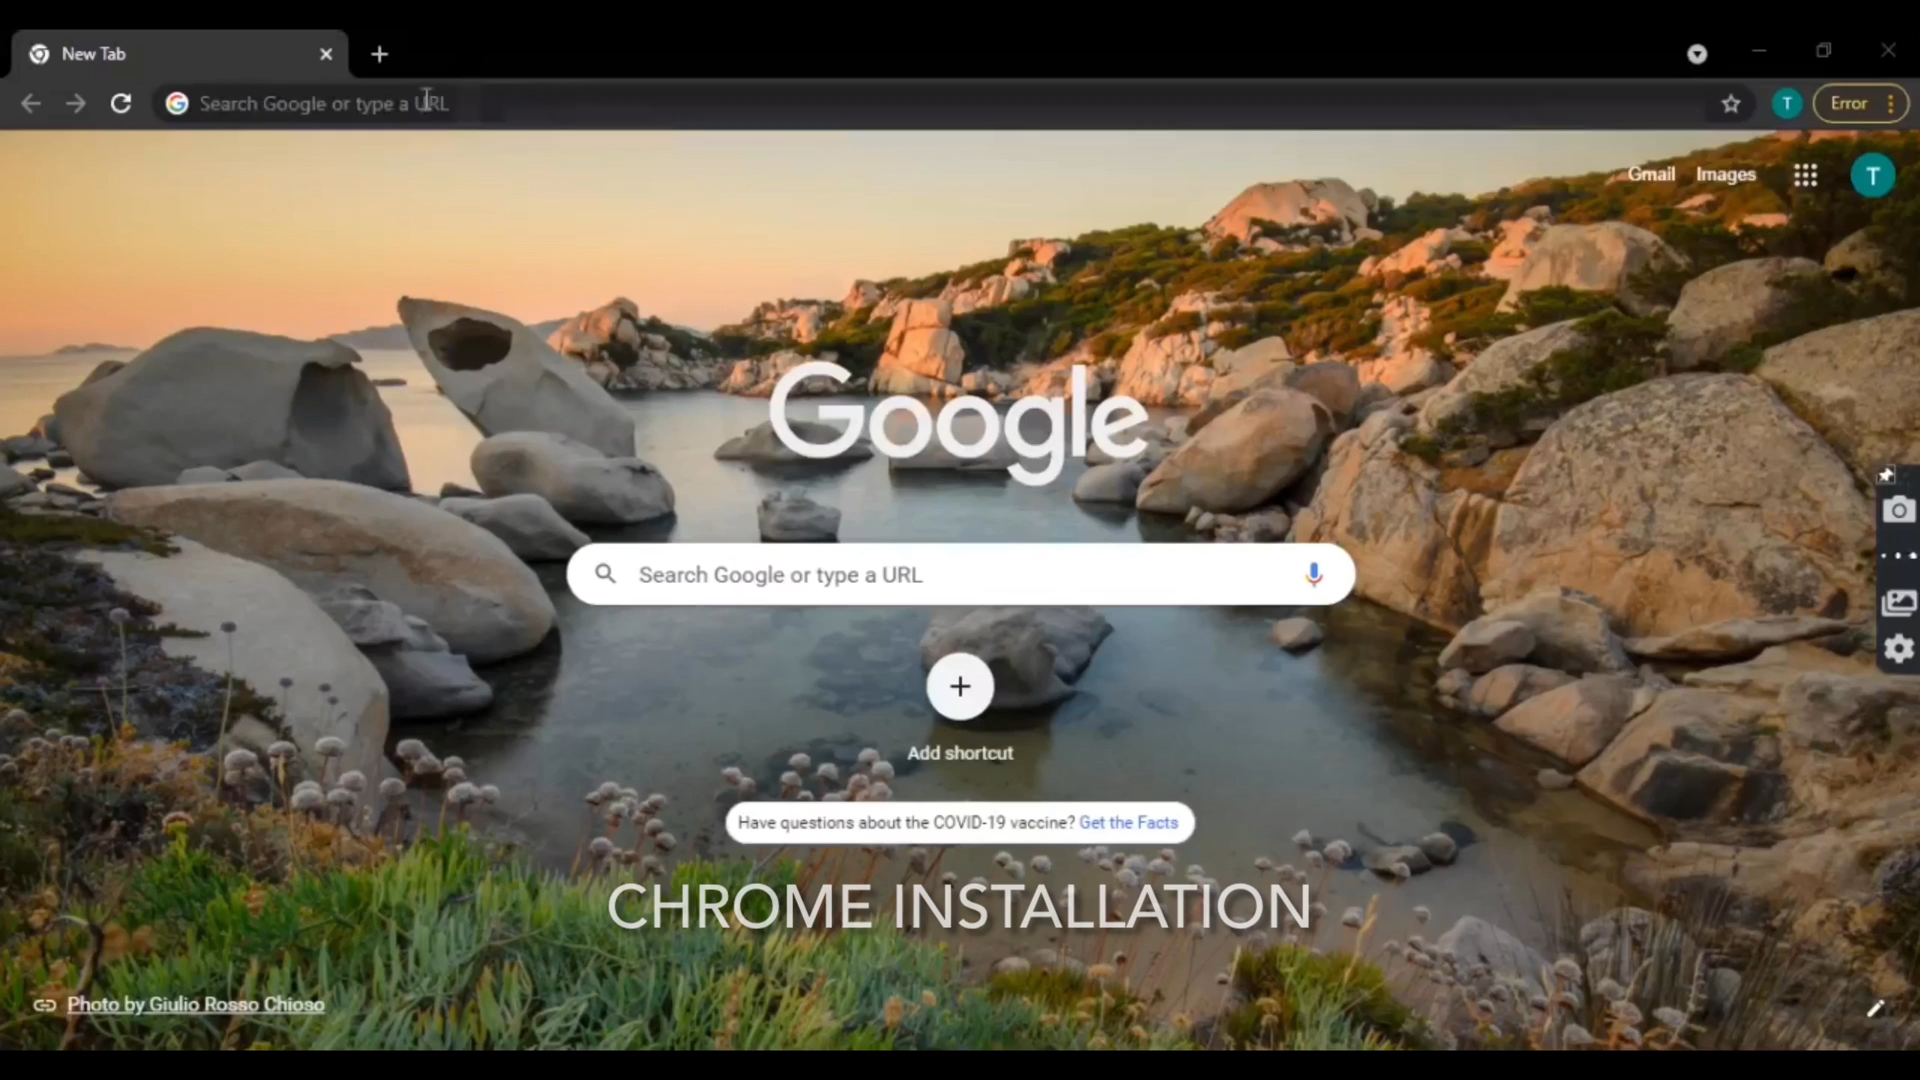 New Tab
Search Google or type a URL
T
Error
Gmail
Images
T
Google
Search Google or type a URL
Add shortcut
Have questions about the COVID-19 vaccine? Get the Facts
CHROME INSTALLATION
Photo by Giulio Rosso Chioso